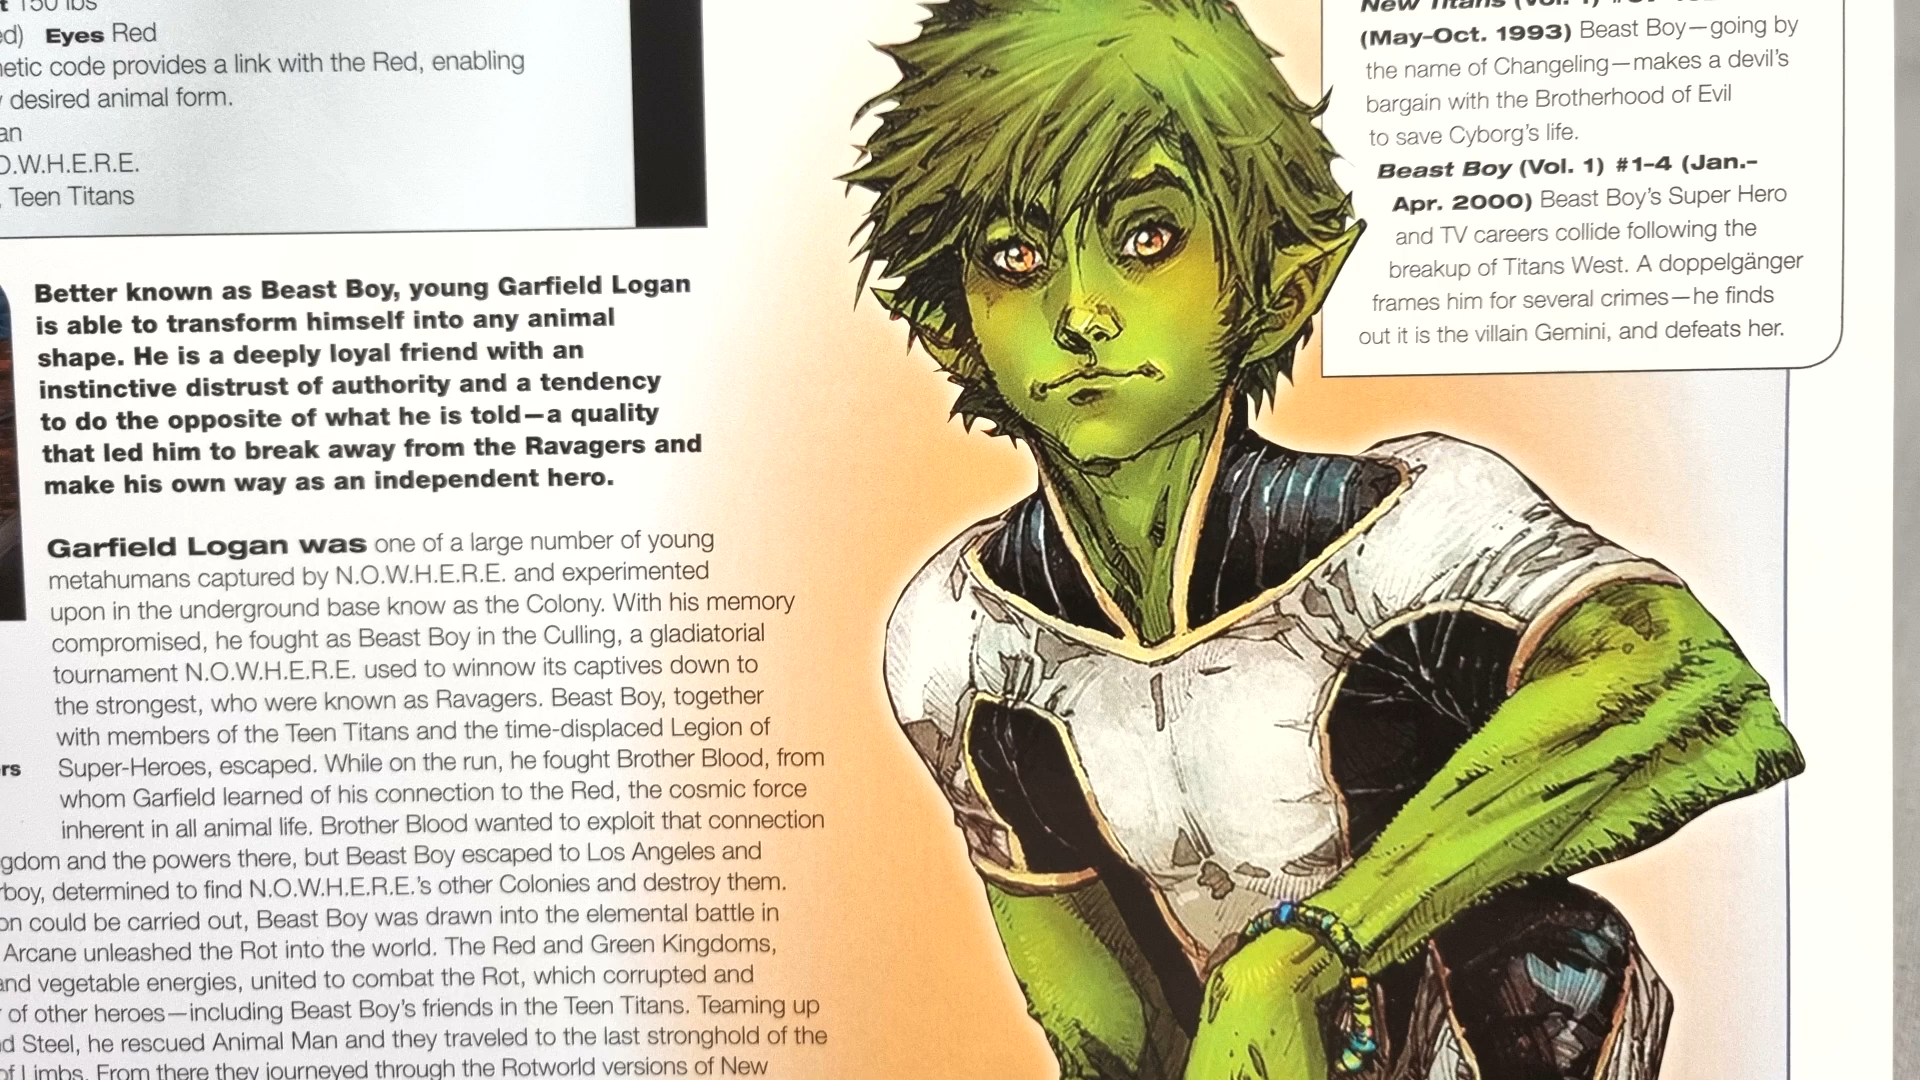 150 lbs
Eyes Red
code provides a link with the Red, enabling
desired animal form.
O.W.H.E.R.E.
Teen Titans
Better known as Beast Boy, young Garfield Logan
is able to transform himself into any animal
shape. He is a deeply loyal friend with an
instinctive distrust of authority and a tendency
to do the opposite of what he is told—a quality
that led him to break away from the Ravagers and
make his own way as an independent hero.
Garfield Logan was one of a large number of young
metahumans captured by N.O.W.H.E.R.E. and experimented
upon in the underground base know as the Colony. With his memory
compromised, he fought as Beast Boy in the Culling, a gladiatorial
tournament N.O.W.H.E.R.E. used to winnow its captives down to
the strongest, who were known as Ravagers. Beast Boy, together
with members of the Teen Titans and the time-displaced Legion of
Super-Heroes, escaped. While on the run, he fought Brother Blood, from
whom Garfield learned of his connection to the Red, the cosmic force
inherent in all animal life. Brother Blood wanted to exploit that connection
gdom and the powers there, but Beast Boy escaped to Los Angeles and
rboy, determined to find N.O.W.H.E.R.E.'s other Colonies and destroy them.
on could be carried out, Beast Boy was drawn into the elemental battle in
Arcane unleashed the Rot into the world. The Red and Green Kingdoms,
and vegetable energies, united to combat the Rot, which corrupted and
of other heroes—including Beast Boy's friends in the Teen Titans. Teaming up
d Steel, he rescued Animal Man and they traveled to the last stronghold of the
of Limbs. From there they journeyed through the Rotworld versions of New
New Titans (Vol. 1)
(May–Oct. 1993) Beast Boy—going by
the name of Changeling—makes a devil's
bargain with the Brotherhood of Evil
to save Cyborg's life.
Beast Boy (Vol. 1) #1–4 (Jan.–
Apr. 2000) Beast Boy's Super Hero
and TV careers collide following the
breakup of Titans West. A doppelgänger
frames him for several crimes—he finds
out it is the villain Gemini, and defeats her.